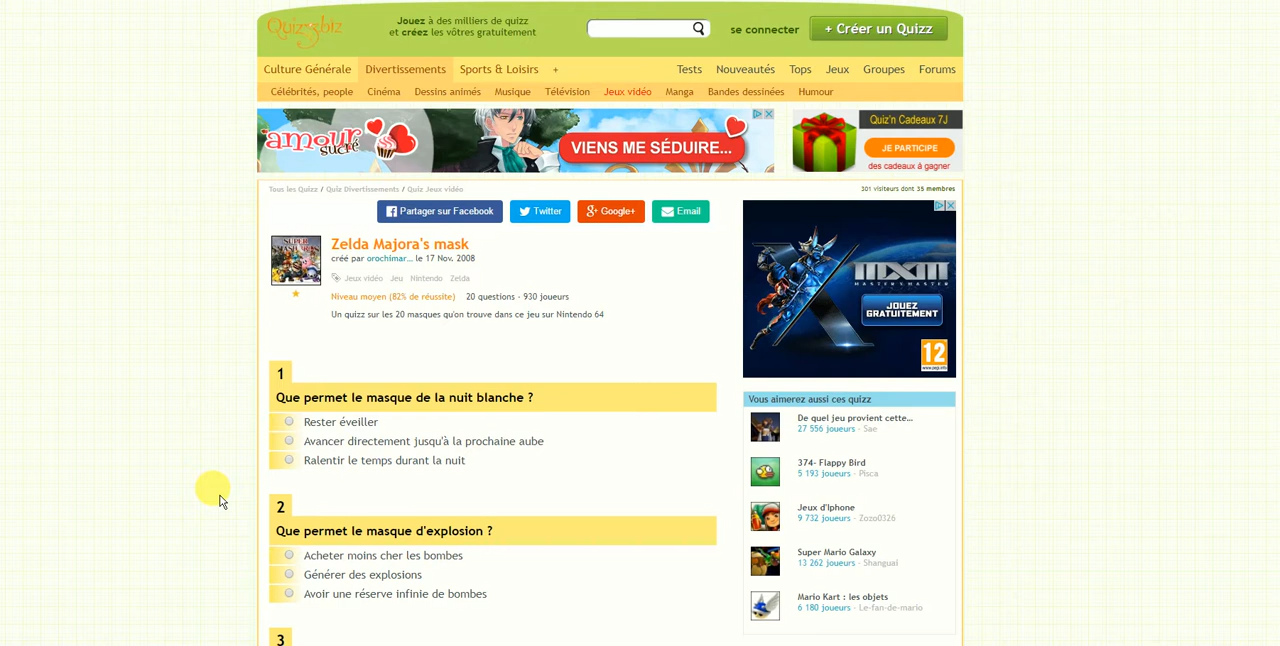 Quizz.biz
Jouez à des milliers de quizz
et créez les vôtres gratuitement
se connecter
+ Créer un Quizz
Culture Générale
Divertissements
Sports & Loisirs
+
Tests
Nouveautés
Tops
Jeux
Groupes
Forums
Célébrités, people
Cinéma
Dessins animés
Musique
Télévision
Jeux vidéo
Manga
Bandes dessinées
Humour
amour
sucré
VIENS ME SÉDUIRE...
Quiz'n Cadeaux 7J
JE PARTICIPE
des cadeaux à gagner
Tous les Quizz / Quiz Divertissements / Quiz Jeux vidéo
301 visiteurs dont 35 membres
Partager sur Facebook
Twitter
Google+
Email
Zelda Majora's mask
créé par orochimar... le 17 Nov. 2008
Jeux vidéo Jeu Nintendo Zelda
Niveau moyen (82% de réussite) 20 questions - 930 joueurs
Un quizz sur les 20 masques qu'on trouve dans ce jeu sur Nintendo 64
MXM
MASTER X MASTER
JOUEZ
GRATUITEMENT
12
www.pegi.info
1
Que permet le masque de la nuit blanche ?
Rester éveiller
Avancer directement jusqu'à la prochaine aube
Ralentir le temps durant la nuit
2
Que permet le masque d'explosion ?
Acheter moins cher les bombes
Générer des explosions
Avoir une réserve infinie de bombes
3
Vous aimerez aussi ces quizz
De quel jeu provient cette...
27 556 joueurs - Sae
374- Flappy Bird
5 193 joueurs - Pisca
Jeux d'Iphone
9 732 joueurs - Zozo0326
Super Mario Galaxy
13 262 joueurs - Shanguai
Mario Kart : les objets
6 180 joueurs - Le-fan-de-mario